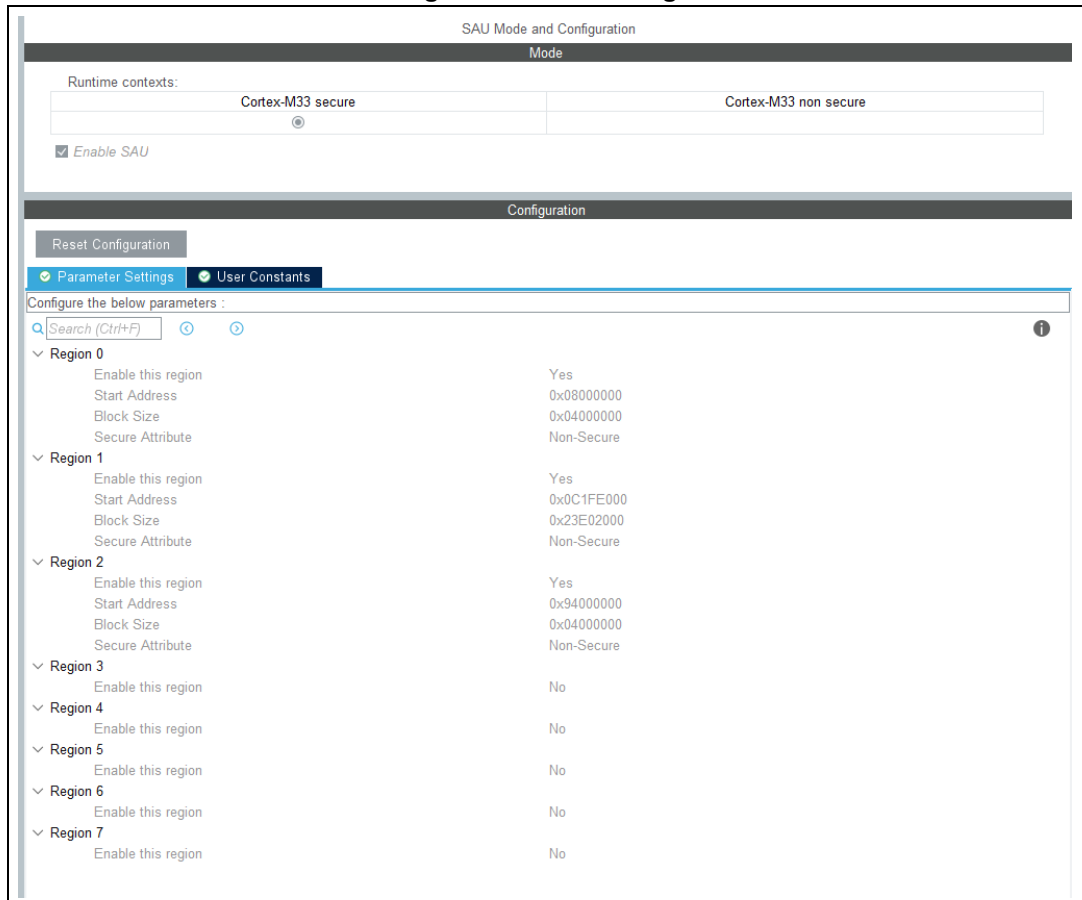 SAU Mode and Configuration
Mode
Runtime contexts:
Cortex-M33 secure Cortex-M33 non secure
Enable SAU
Configuration
Reset Configuration
Parameter Settings User Constants
Configure the below parameters :
Search (Ctrl+F)
Region 0
Enable this region Yes
Start Address 0x08000000
Block Size 0x04000000
Secure Attribute Non-Secure
Region 1
Enable this region Yes
Start Address 0x0C1FE000
Block Size 0x23E02000
Secure Attribute Non-Secure
Region 2
Enable this region Yes
Start Address 0x94000000
Block Size 0x04000000
Secure Attribute Non-Secure
Region 3
Enable this region No
Region 4
Enable this region No
Region 5
Enable this region No
Region 6
Enable this region No
Region 7
Enable this region No